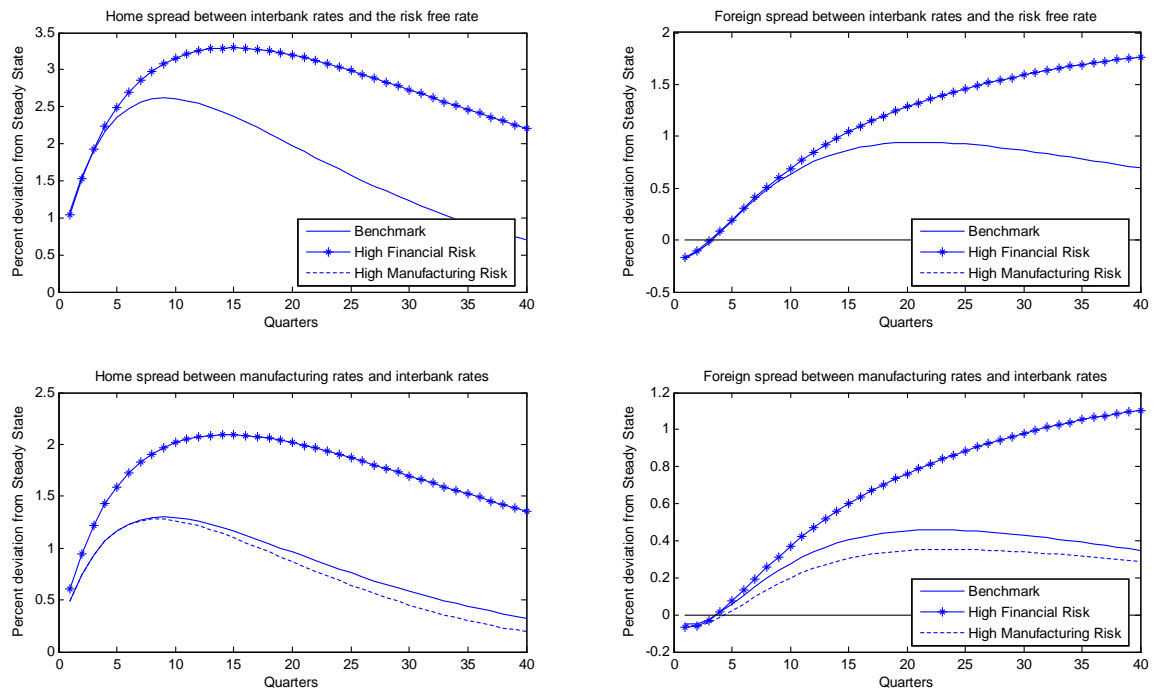 Home spread between interbank rates and the risk free rate
Percent deviation from Steady State
3.5
3
2.5
2
1.5
1
0.5
0
0 5 10 15 20 25 30 35 40
Quarters
Benchmark
High Financial Risk
High Manufacturing Risk
Foreign spread between interbank rates and the risk free rate
Percent deviation from Steady State
2
1.5
1
0.5
0
-0.5
0 5 10 15 20 25 30 35 40
Quarters
Benchmark
High Financial Risk
High Manufacturing Risk
Home spread between manufacturing rates and interbank rates
Percent deviation from Steady State
2.5
2
1.5
1
0.5
0
0 5 10 15 20 25 30 35 40
Quarters
Foreign spread between manufacturing rates and interbank rates
Percent deviation from Steady State
1.2
1
0.8
0.6
0.4
0.2
0
-0.2
0 5 10 15 20 25 30 35 40
Quarters
Benchmark
High Financial Risk
High Manufacturing Risk